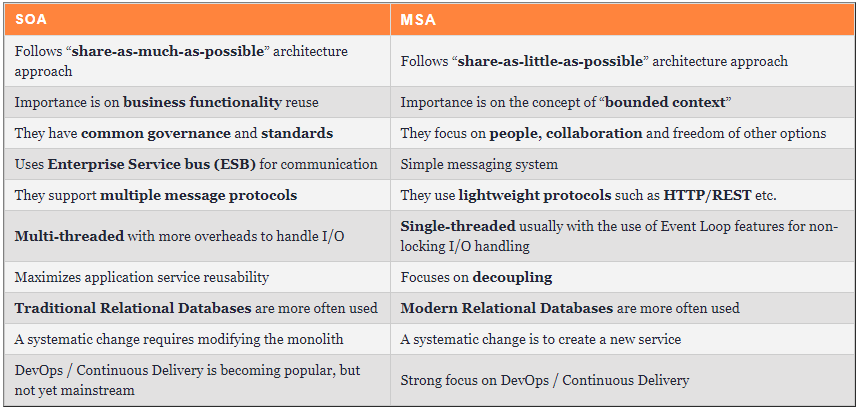 SOA
MSA
Follows “share-as-much-as-possible” architecture
approach
Follows “share-as-little-as-possible” architecture approach
Importance is on business functionality reuse
Importance is on the concept of “bounded context”
They have common governance and standards
They focus on people, collaboration and freedom of other options
Uses Enterprise Service bus (ESB) for communication
Simple messaging system
They support multiple message protocols
They use lightweight protocols such as HTTP/REST etc.
Multi-threaded with more overheads to handle I/O
Single-threaded usually with the use of Event Loop features for non-
locking I/O handling
Maximizes application service reusability
Focuses on decoupling
Traditional Relational Databases are more often used
Modern Relational Databases are more often used
A systematic change requires modifying the monolith
A systematic change is to create a new service
DevOps / Continuous Delivery is becoming popular, but
not yet mainstream
Strong focus on DevOps / Continuous Delivery